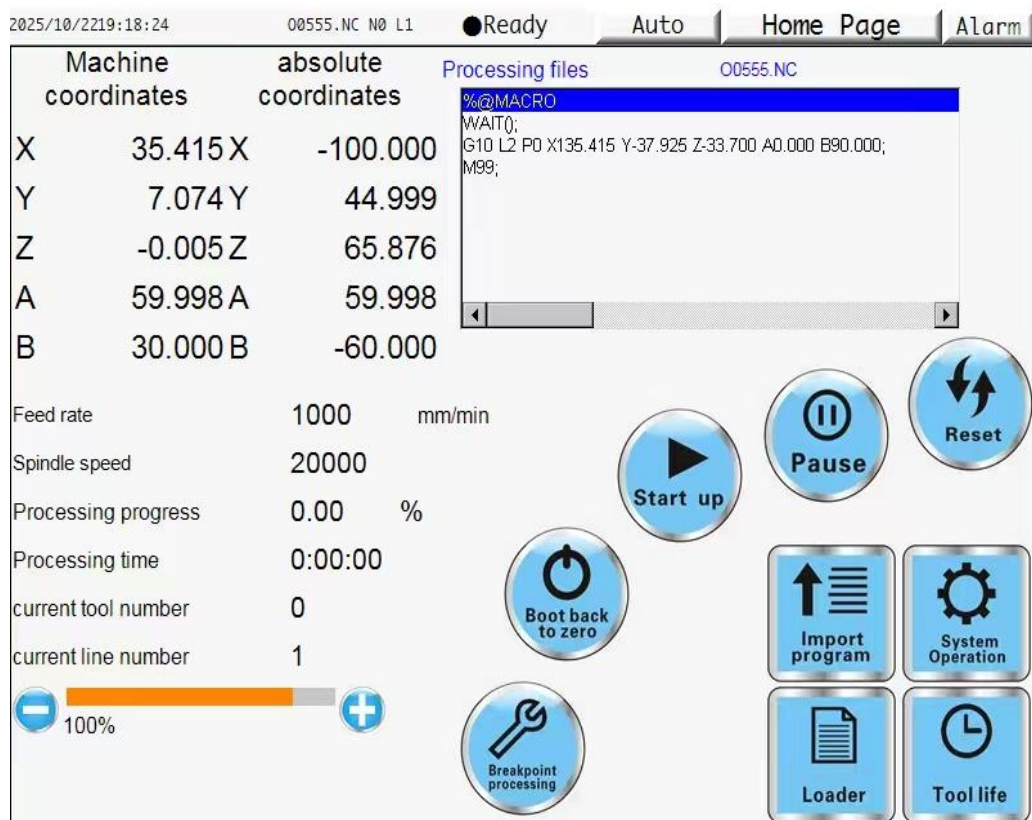 2025/10/2219:18:24 O0555.NC N0 L1 ●Ready Auto Home Page Alarm
Machine coordinates
absolute coordinates
Processing files O0555.NC
%@MACRO
WAIT();
G10 L2 P0 X135.415 Y-37.925 Z-33.700 A0.000 B90.000;
M99;
X 35.415 X -100.000
Y 7.074 Y 44.999
Z -0.005 Z 65.876
A 59.998 A 59.998
B 30.000 B -60.000
Feed rate 1000 mm/min
Spindle speed 20000
Processing progress 0.00 %
Processing time 0:00:00
current tool number 0
current line number 1
100%
Start up
Pause
Reset
Boot back
to zero
Import
program
System
Operation
Breakpoint
processing
Loader
Tool life